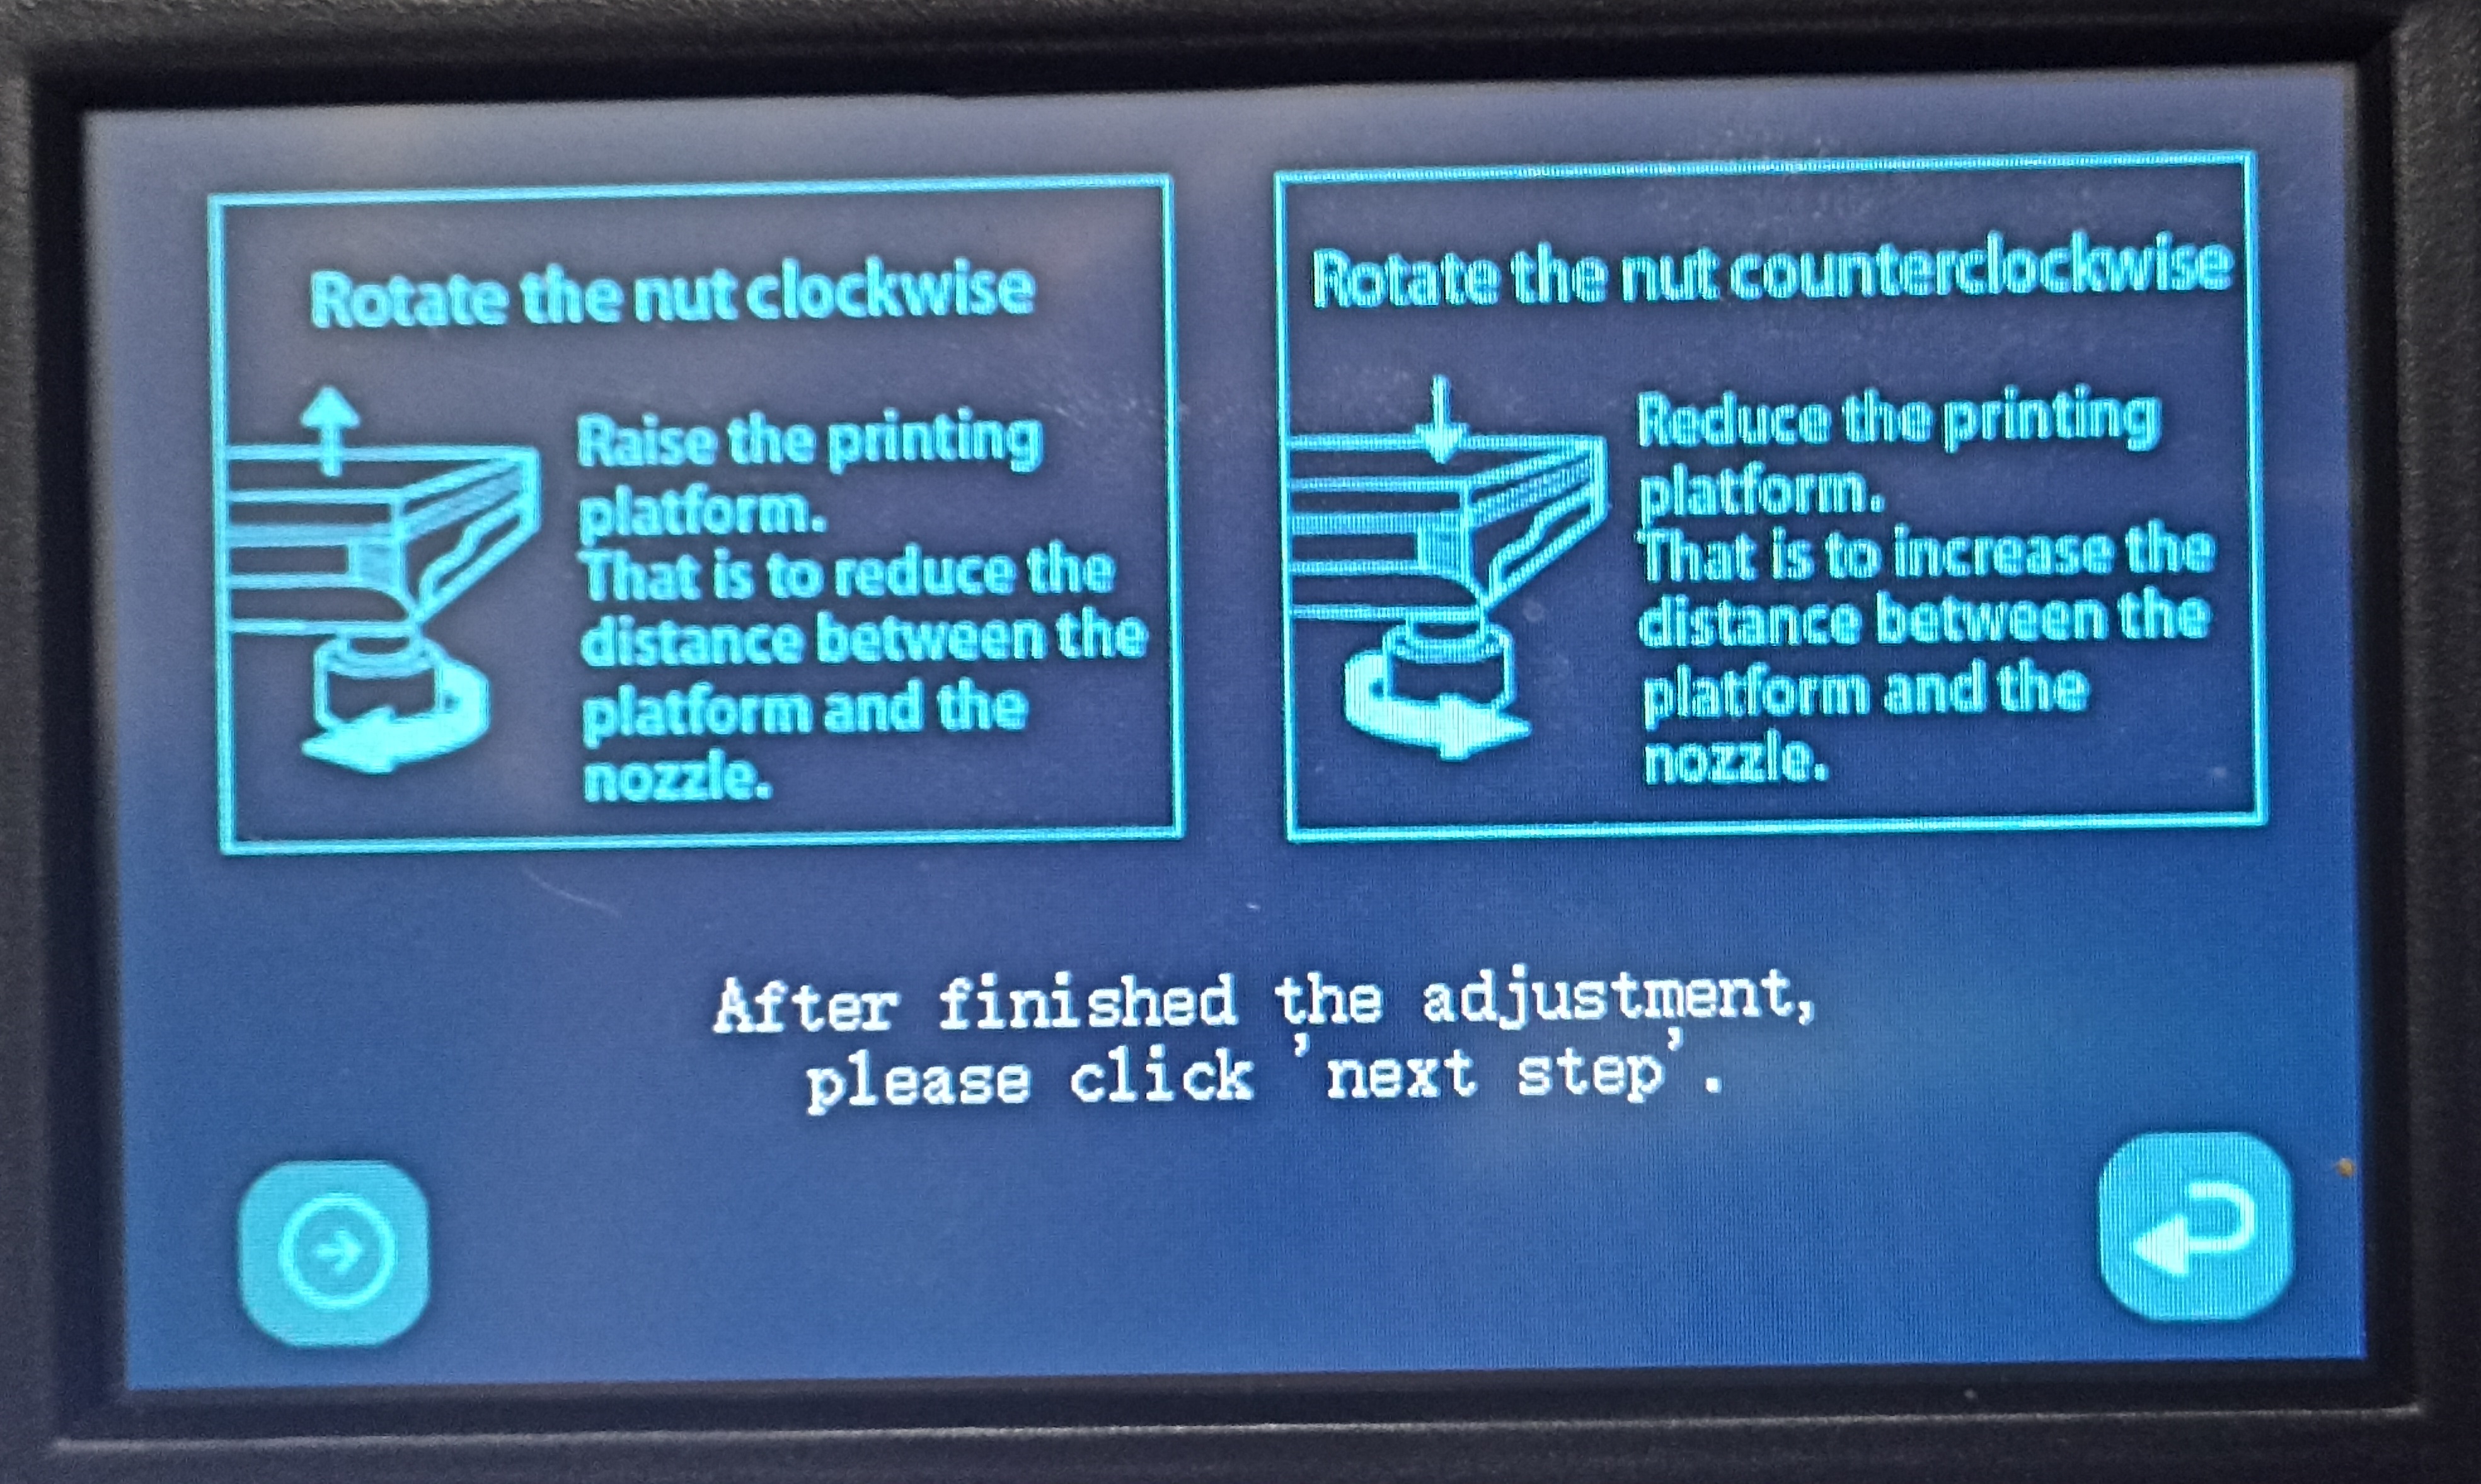 Rotate the nut clockwise
Raise the printing
platform.
That is to reduce the
distance between the
platform and the
nozzle.
Rotate the nut counterclockwise
Reduce the printing
platform.
That is to increase the
distance between the
platform and the
nozzle.
After finished the adjustment,
please click 'next step'.